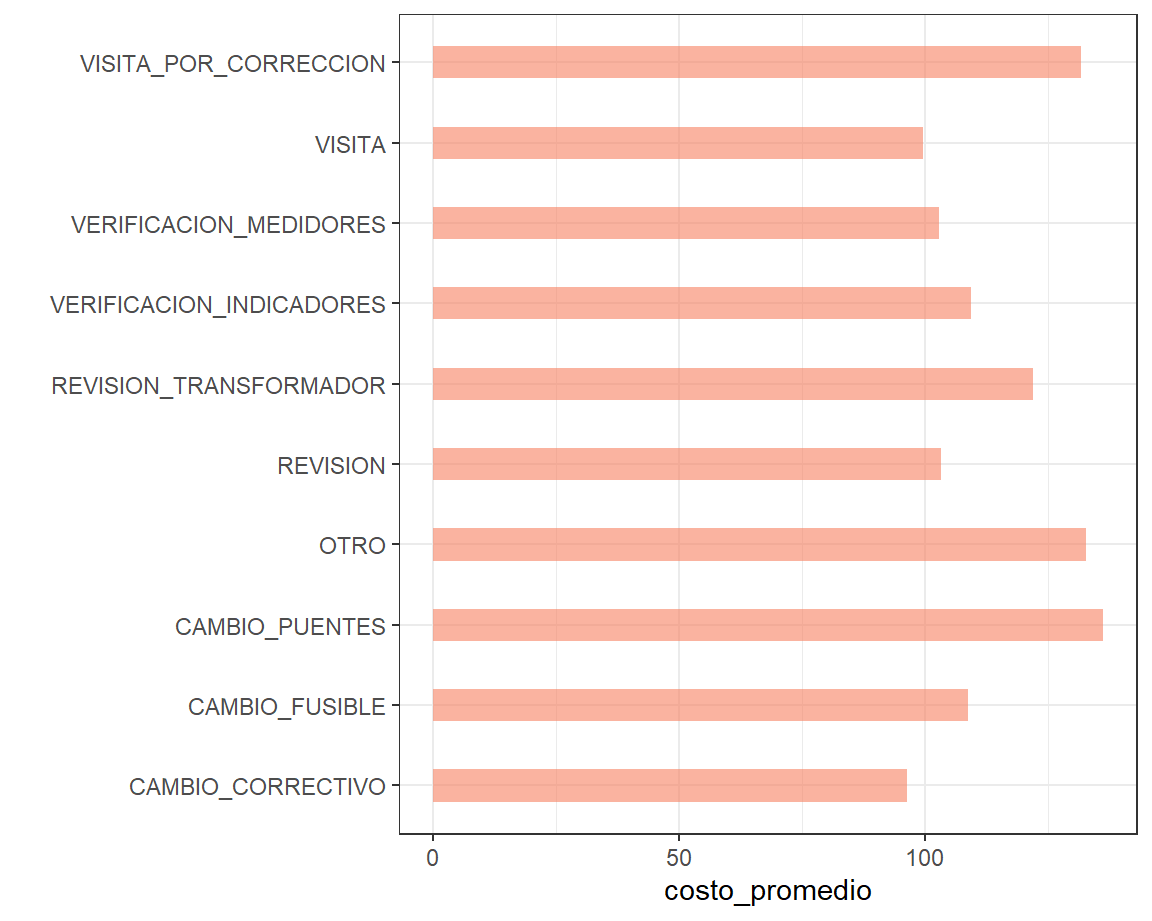 VISITA_POR_CORRECCION
VISITA
VERIFICACION_MEDIDORES
VERIFICACION_INDICADORES
REVISION_TRANSFORMADOR
REVISION
OTRO
CAMBIO_PUENTES
CAMBIO_FUSIBLE
CAMBIO_CORRECTIVO
0 50 100
costo_promedio